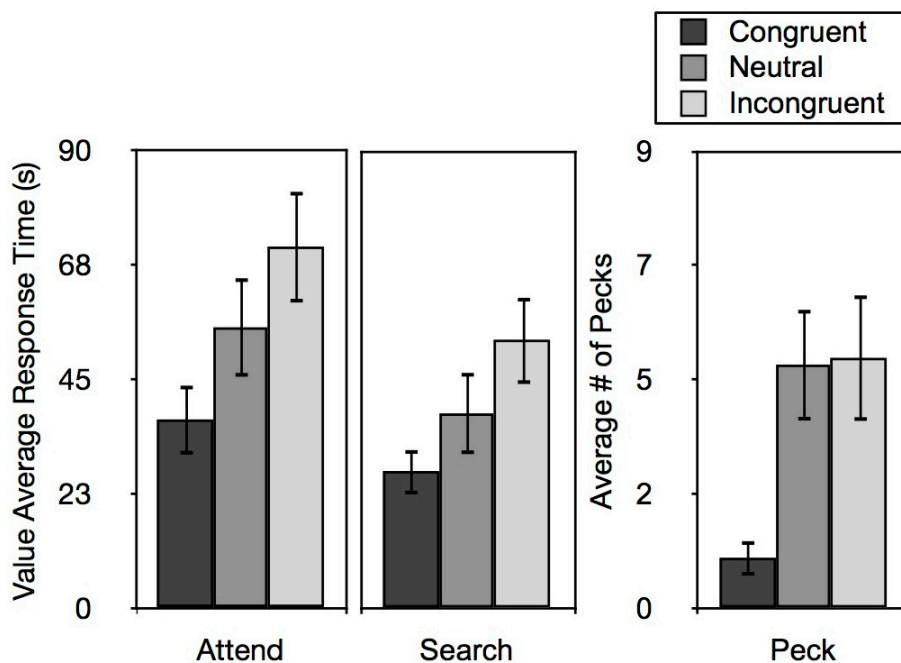 Congruent
Neutral
Incongruent
Value Average Response Time (s)
90
68
45
23
0
Attend
Search
Average # of Pecks
9
7
5
2
0
Peck